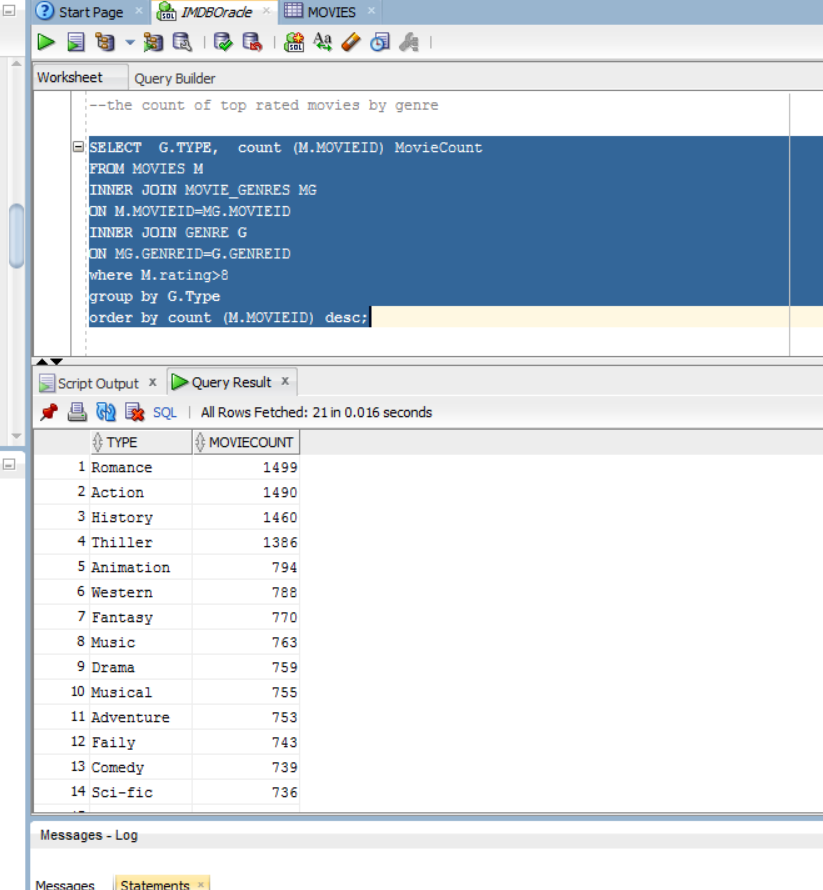 Start Page
IMDBOracle
MOVIES
Worksheet Query Builder
--the count of top rated movies by genre
SELECT G.TYPE, count (M.MOVIEID) MovieCount
FROM MOVIES M
INNER JOIN MOVIE_GENRES MG
ON M.MOVIEID=MG.MOVIEID
INNER JOIN GENRE G
ON MG.GENREID=G.GENREID
where M.rating>8
group by G.Type
order by count (M.MOVIEID) desc;
Script Output x Query Result x
SQL | All Rows Fetched: 21 in 0.016 seconds
TYPE MOVIECOUNT
1 Romance 1499
2 Action 1490
3 History 1460
4 Thiller 1386
5 Animation 794
6 Western 788
7 Fantasy 770
8 Music 763
9 Drama 759
10 Musical 755
11 Adventure 753
12 Faily 743
13 Comedy 739
14 Sci-fic 736
Messages - Log
Messages Statements